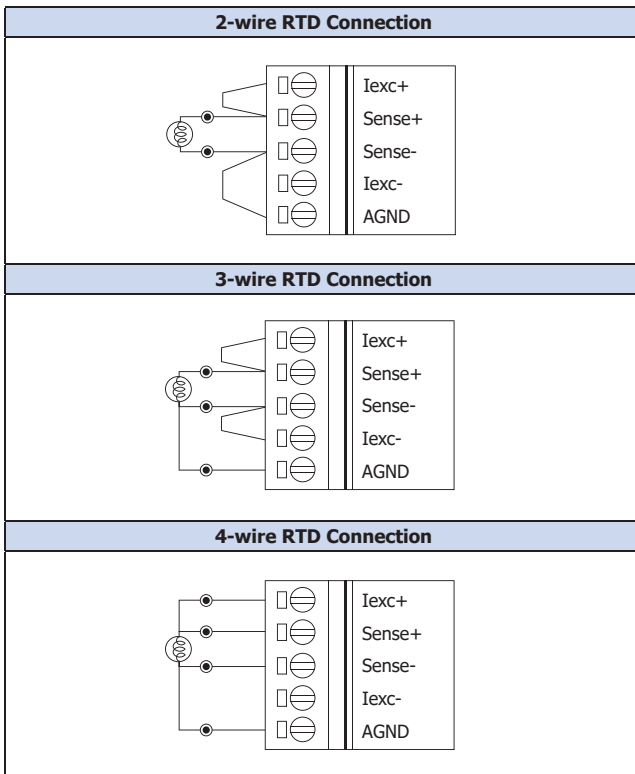 2-wire RTD Connection
Iexc+
Sense+
Sense-
Iexc-
AGND
3-wire RTD Connection
Iexc+
Sense+
Sense-
Iexc-
AGND
4-wire RTD Connection
Iexc+
Sense+
Sense-
Iexc-
AGND